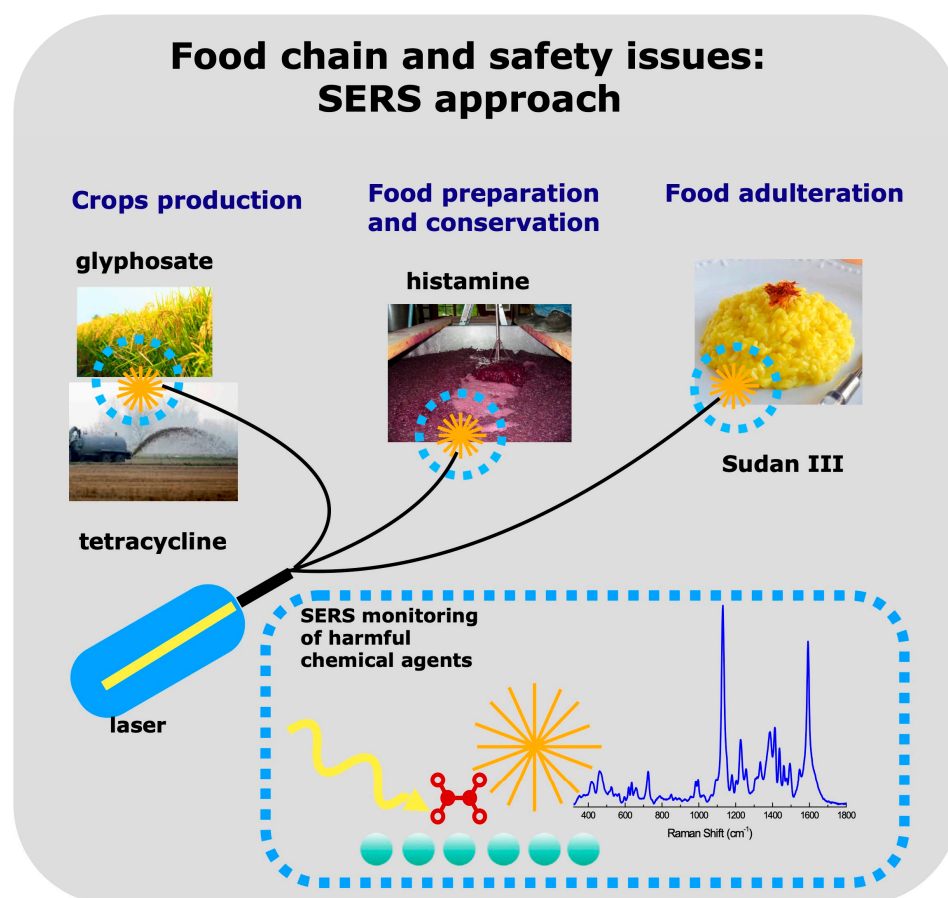 Food chain and safety issues:
SERS approach
Crops production
Food preparation
and conservation
Food adulteration
glyphosate
histamine
Sudan III
tetracycline
laser
SERS monitoring
of harmful
chemical agents
400 600 800 1000 1200 1400 1600 1800
Raman Shift (cm⁻¹)